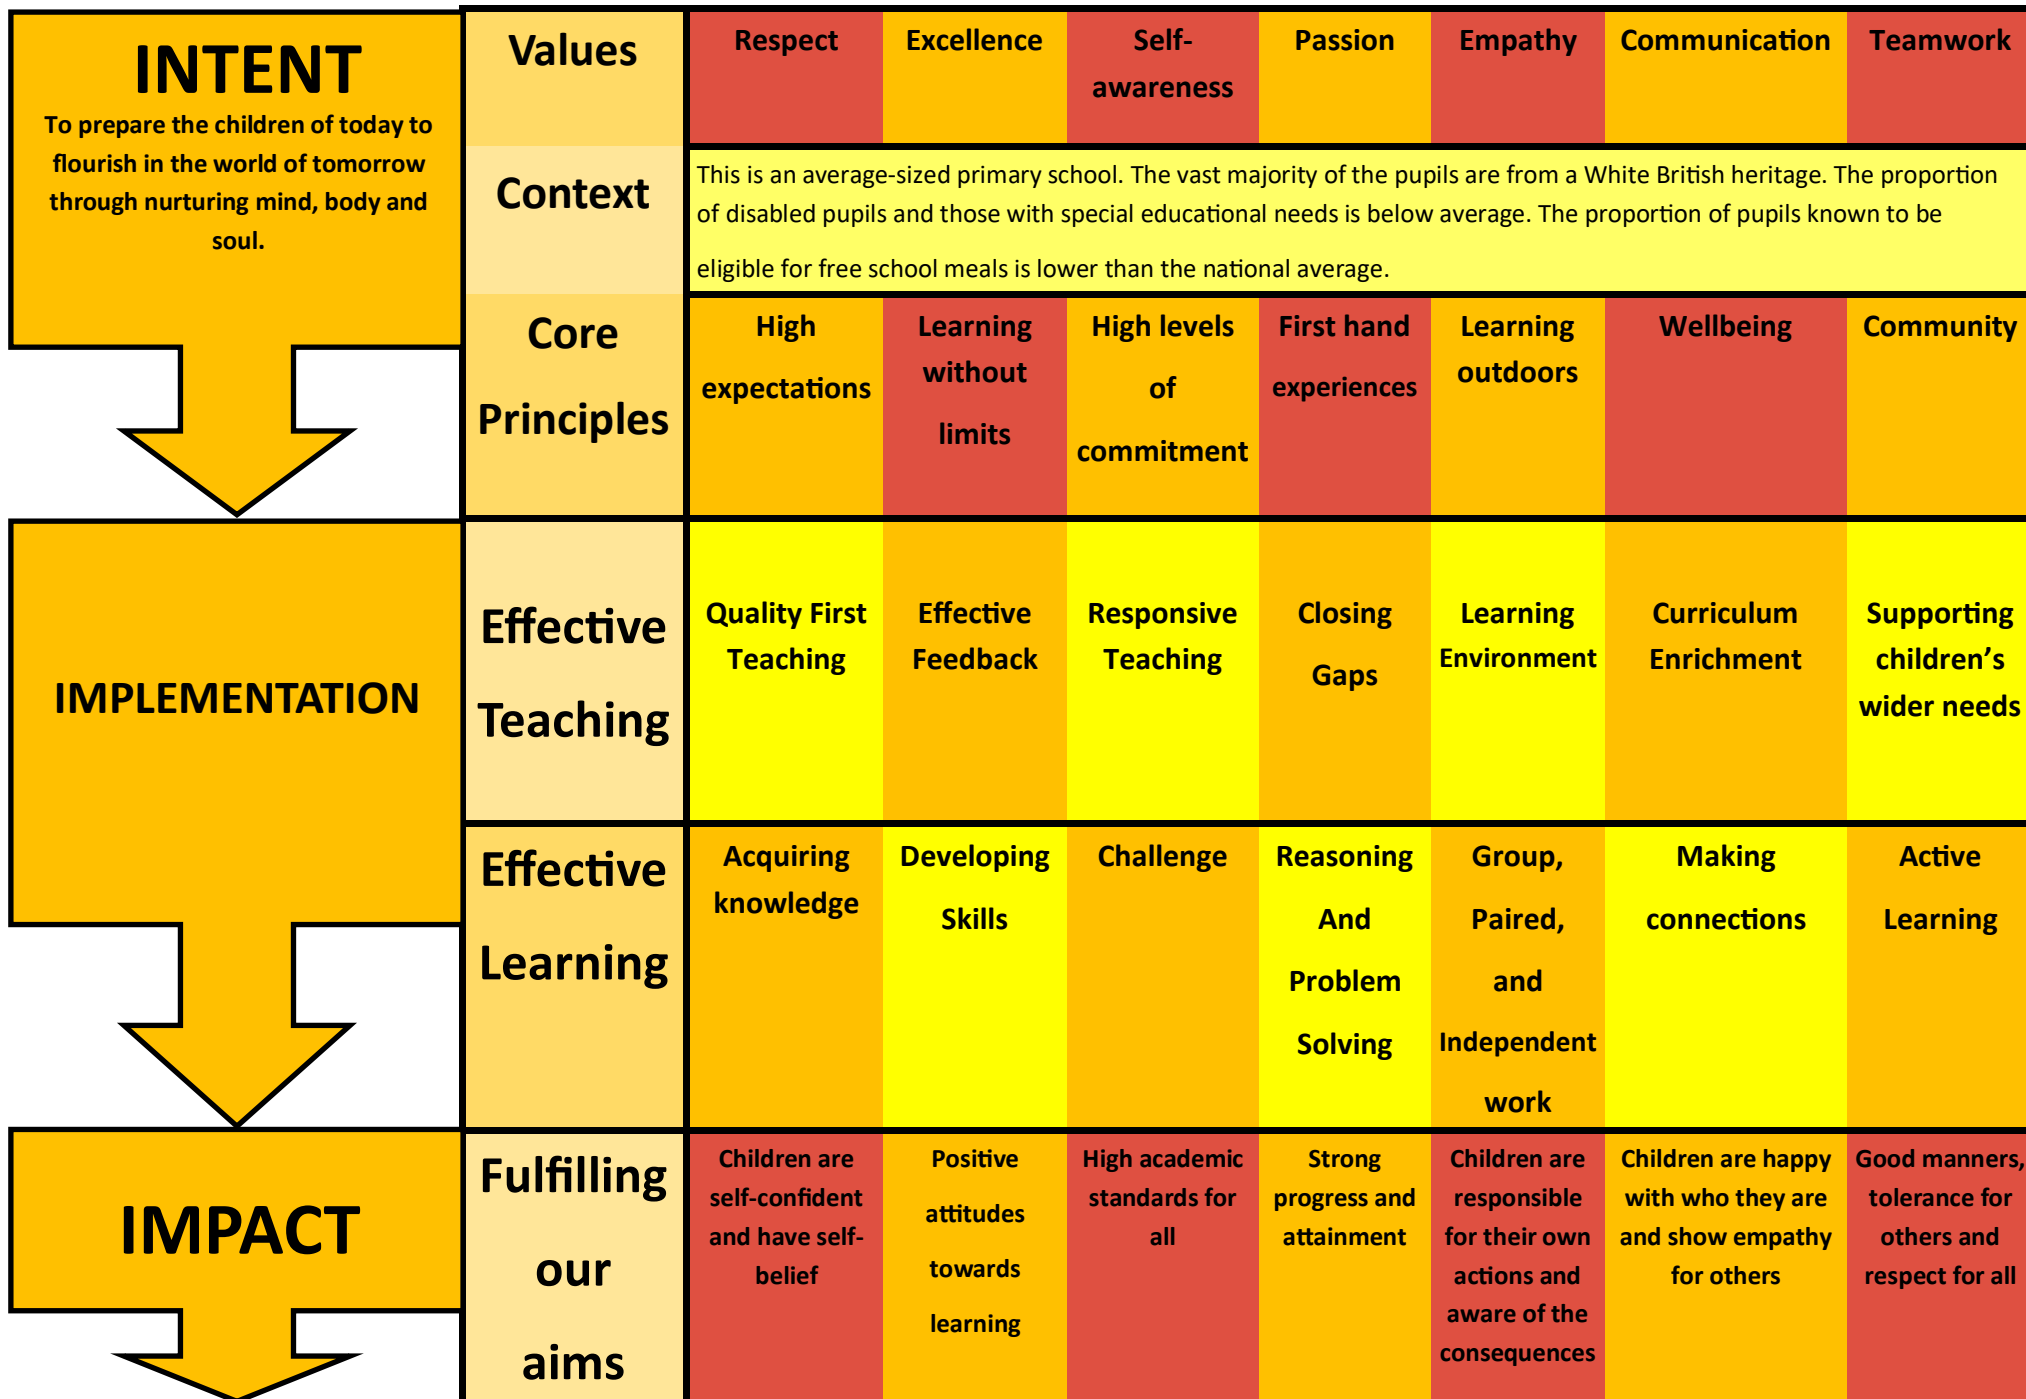 INTENT
To prepare the children of today to
flourish in the world of tomorrow
through nurturing mind, body and
soul.
Values
Respect
Excellence
Self-
awareness
Passion
Empathy
Communication
Teamwork
Context
This is an average-sized primary school. The vast majority of the pupils are from a White British heritage. The proportion
of disabled pupils and those with special educational needs is below average. The proportion of pupils known to be
eligible for free school meals is lower than the national average.
Core
Principles
High
expectations
Learning
without
limits
High levels
of
commitment
First hand
experiences
Learning
outdoors
Wellbeing
Community
IMPLEMENTATION
Effective
Teaching
Quality First
Teaching
Effective
Feedback
Responsive
Teaching
Closing
Gaps
Learning
Environment
Curriculum
Enrichment
Supporting
children’s
wider needs
Effective
Learning
Acquiring
knowledge
Developing
Skills
Challenge
Reasoning
And
Problem
Solving
Group,
Paired,
and
Independent
work
Making
connections
Active
Learning
IMPACT
Fulfilling
our
aims
Children are
self-confident
and have self-
belief
Positive
attitudes
towards
learning
High academic
standards for
all
Strong
progress and
attainment
Children are
responsible
for their own
actions and
aware of the
consequences
Children are happy
with who they are
and show empathy
for others
Good manners,
tolerance for
others and
respect for all